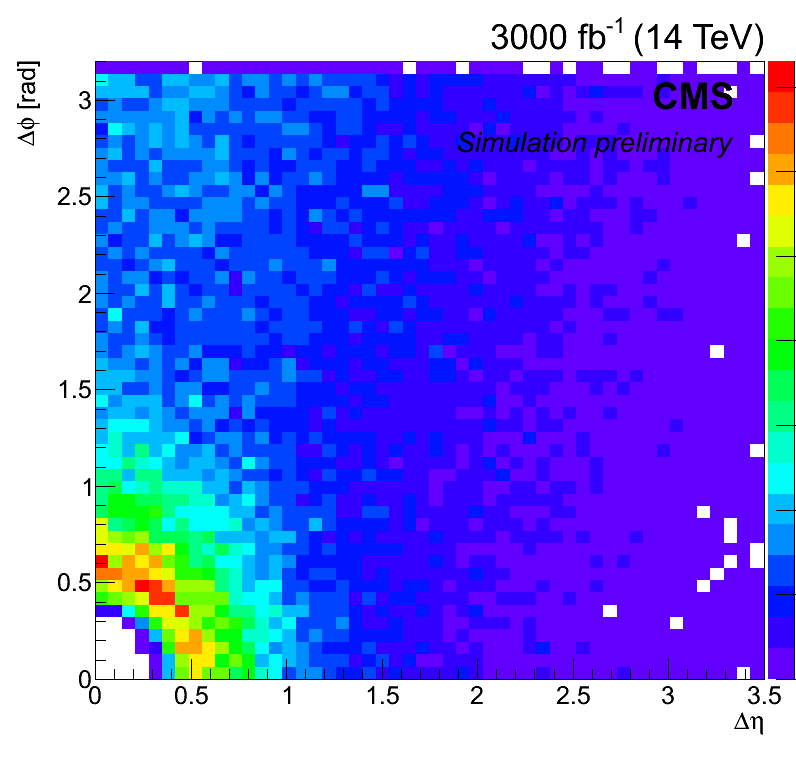 3000 fb-1 (14 TeV)
Δϕ [rad]
CMS
Simulation preliminary
3
2.5
2
1.5
1
0.5
0
0 0.5 1 1.5 2 2.5 3 3.5
Δη